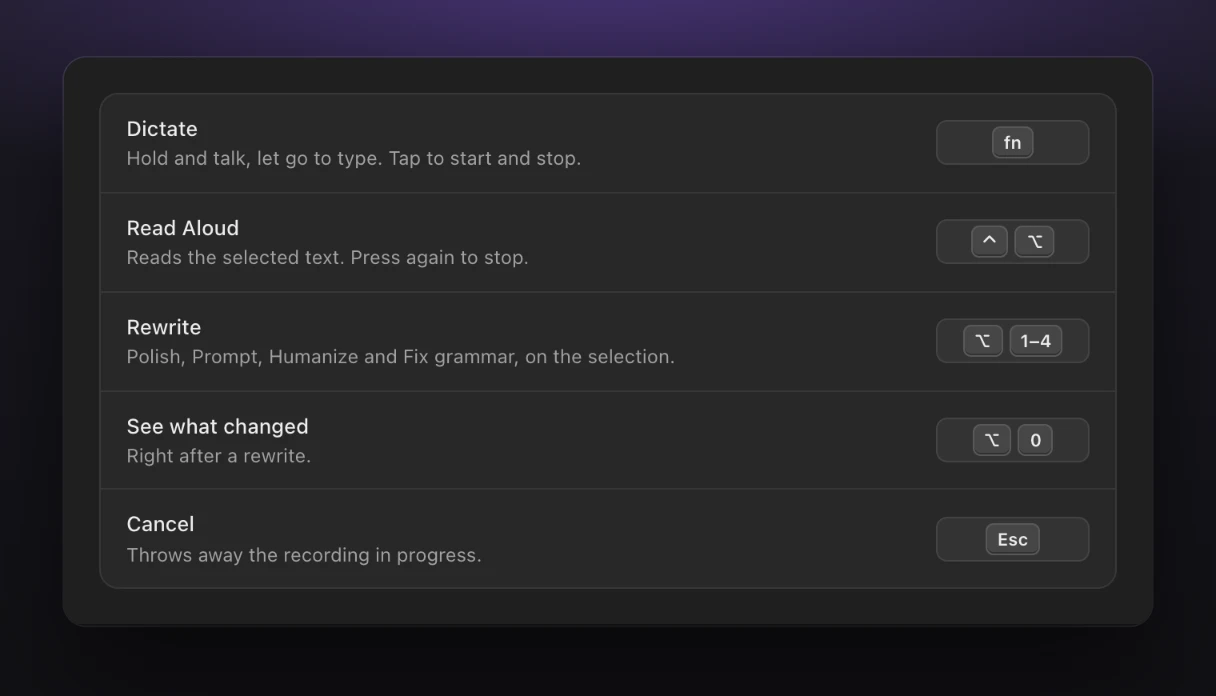 Dictate
Hold and talk, let go to type. Tap to start and stop.
fn
Read Aloud
Reads the selected text. Press again to stop.
^ ⌥
Rewrite
Polish, Prompt, Humanize and Fix grammar, on the selection.
⌥ 1–4
See what changed
Right after a rewrite.
⌥ 0
Cancel
Throws away the recording in progress.
Esc